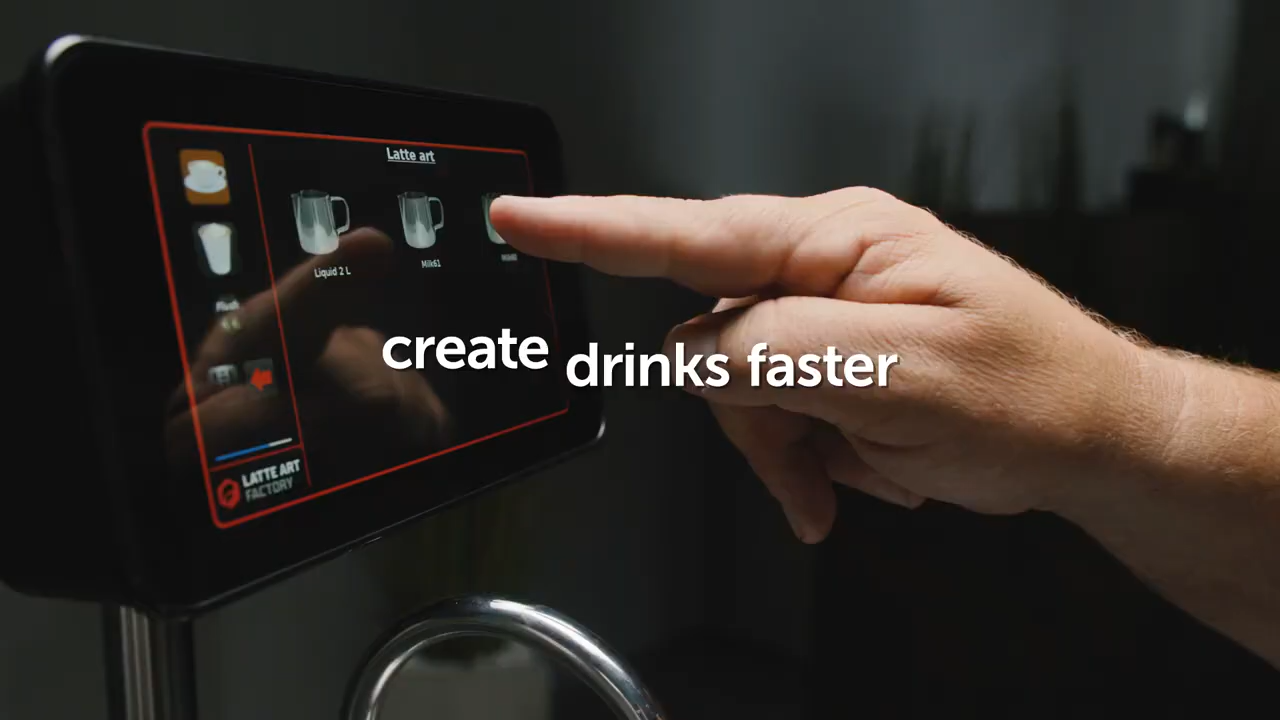 Latte art
Liquid 2 L
Milk61
create drinks faster
LATTE ART
FACTORY